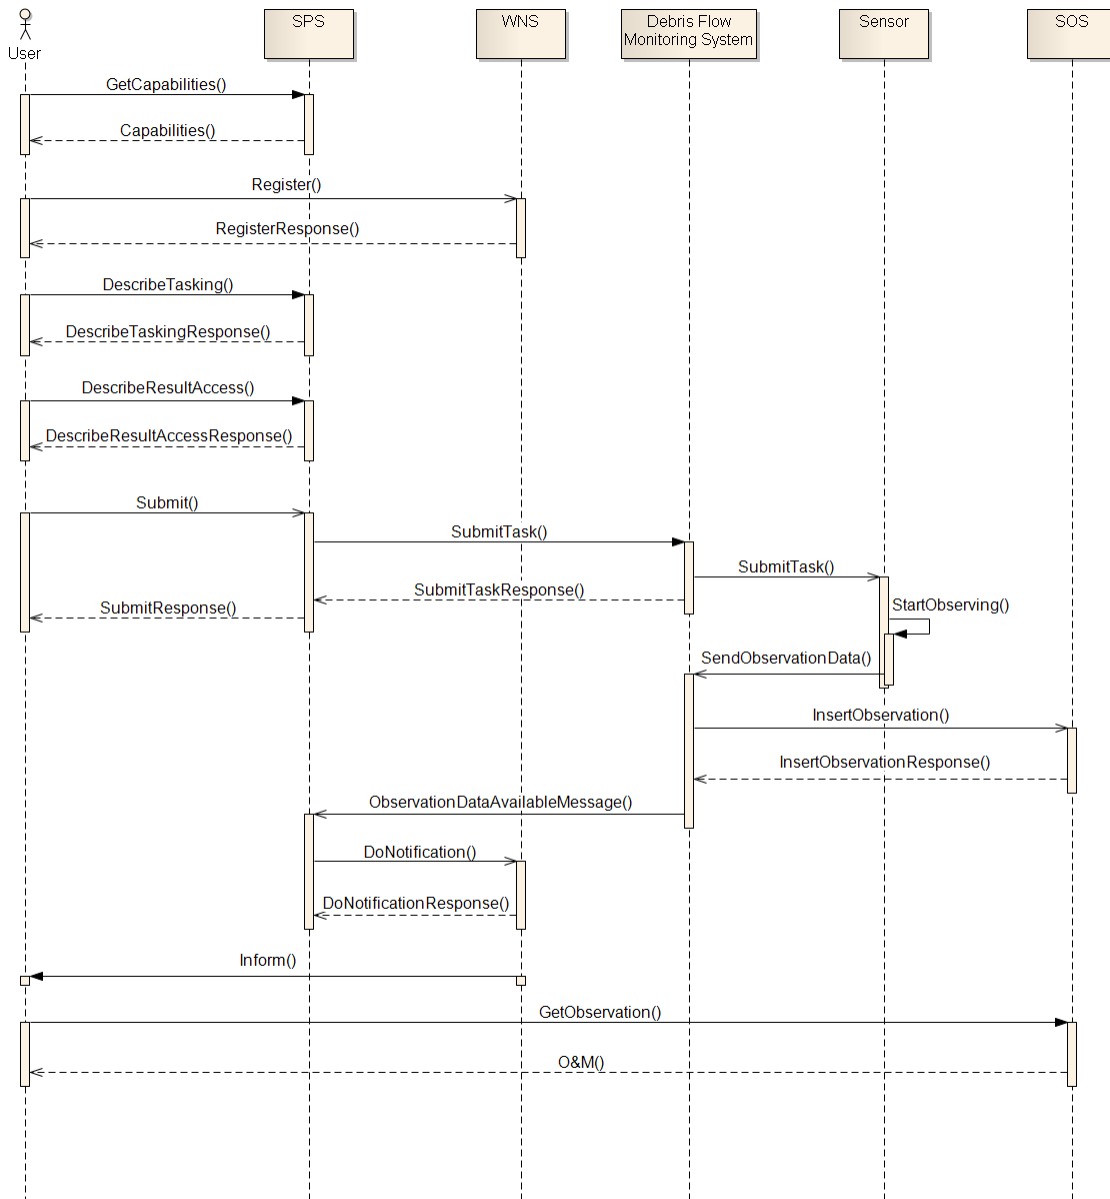 User
SPS
WNS
Debris Flow
Monitoring System
Sensor
SOS
GetCapabilities()
Capabilities()
Register()
RegisterResponse()
DescribeTasking()
DescribeTaskingResponse()
DescribeResultAccess()
DescribeResultAccessResponse()
Submit()
SubmitTask()
SubmitTask()
SubmitTaskResponse()
SubmitResponse()
StartObserving()
SendObservationData()
InsertObservation()
InsertObservationResponse()
ObservationDataAvailableMessage()
DoNotification()
DoNotificationResponse()
Inform()
GetObservation()
O&M()